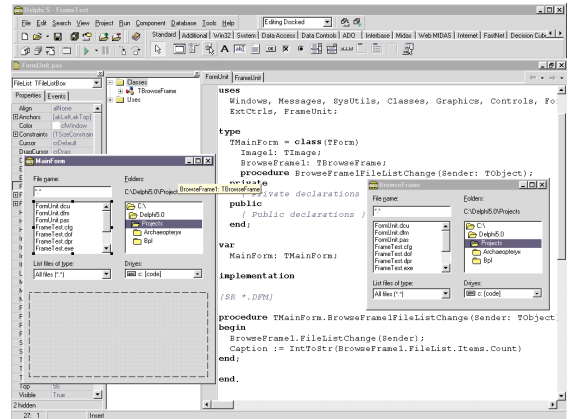 Delphi 5 - FrameTest
File Edit Search View Project Run Component Database Tools Help
Editing Docked
Standard Additional Win32 System Data Access Data Controls ADO Interbase Midas Web MIDAS Internet FastNet Decision Cube
FormUnit.pas
FileList: TFileListBox
Properties Events
Align alNone
Anchors [akLeft,akTop]
Color clWindow
Constraints (TSizeConstrain
Cursor crDefault
DragCursor crDrag
Top 56
Visible True
2 hidden
Classes
TBrowseFrame
Uses
FormUnit FrameUnit
uses
Windows, Messages, SysUtils, Classes, Graphics, Controls, Fo
ExtCtrls, FrameUnit;
type
TMainForm = class(TForm)
Image1: TImage;
BrowseFrame1: TBrowseFrame;
procedure BrowseFrame1FileListChange(Sender: TObject);
private
{ Private declarations
public
{ Public declarations }
end;
var
MainForm: TMainForm;
implementation
{$R *.DFM}
procedure TMainForm.BrowseFrame1FileListChange(Sender: TObject
begin
BrowseFrame1.FileListChange(Sender);
Caption := IntToStr(BrowseFrame1.FileList.Items.Count)
end;
end.
MainForm
File name:
*.*
Folders:
C:\Delphi5.0\Project
BrowseFrame1: TBrowseFrame
FormUnit.dcu
FormUnit.dfm
FormUnit.pas
FrameTest.cfg
FrameTest.dof
FrameTest.dpr
FrameTest.exe
C:\
Delphi5.0
Projects
Archaeopteryx
Bpl
List files of type:
All files (*.*)
Drives:
c: [code]
BrowseFrame
File name:
*.*
Folders:
C:\Delphi5.0\Projects
FormUnit.dcu
FormUnit.dfm
FormUnit.pas
FrameTest.cfg
FrameTest.dof
FrameTest.dpr
FrameTest.exe
C:\
Delphi5.0
Projects
Archaeopteryx
Bpl
List files of type:
All files (*.*)
Drives:
c: [code]
27: 1 Insert